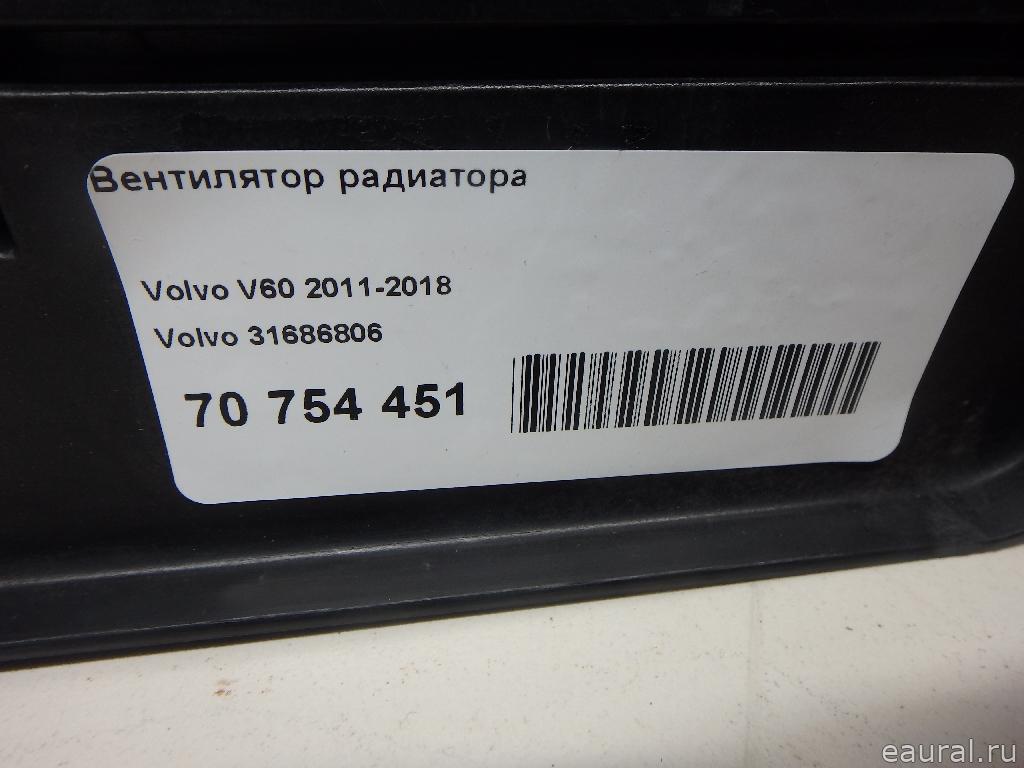 Вентилятор радиатора
Volvo V60 2011-2018
Volvo 31686806
70 754 451
eaural.ru